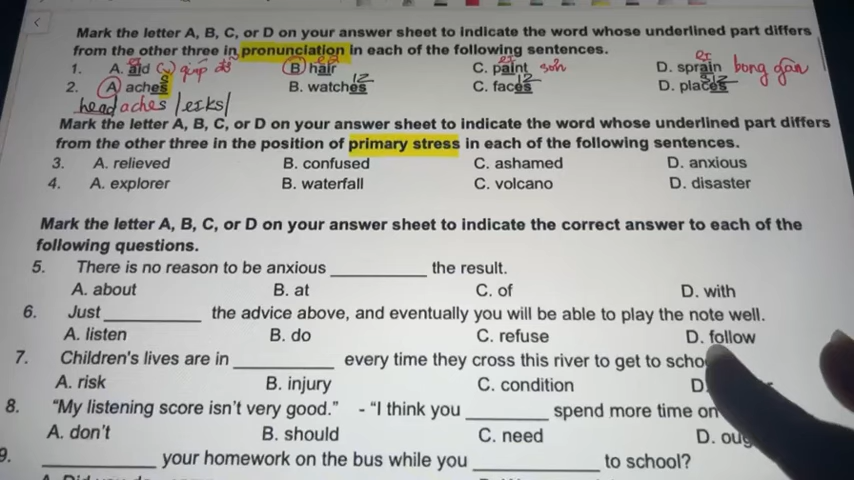 Mark the letter A, B, C, or D on your answer sheet to indicate the word whose underlined part differs
from the other three in pronunciation in each of the following sentences.
1. A. aid (n) giúp đỡ B. hair C. paint sơn D. sprain bong gân
2. A. aches B. watches C. faces D. places
headaches /eiks/
Mark the letter A, B, C, or D on your answer sheet to indicate the word whose underlined part differs
from the other three in the position of primary stress in each of the following sentences.
3. A. relieved B. confused C. ashamed D. anxious
4. A. explorer B. waterfall C. volcano D. disaster
Mark the letter A, B, C, or D on your answer sheet to indicate the correct answer to each of the
following questions.
5. There is no reason to be anxious __________ the result.
A. about B. at C. of D. with
6. Just __________ the advice above, and eventually you will be able to play the note well.
A. listen B. do C. refuse D. follow
7. Children's lives are in __________ every time they cross this river to get to
A. risk B. injury C. condition D.
8. "My listening score isn't very good." - "I think you ________ spend more time on
A. don't B. should C. need D.
9. __________ your homework on the bus while you __________ to school?